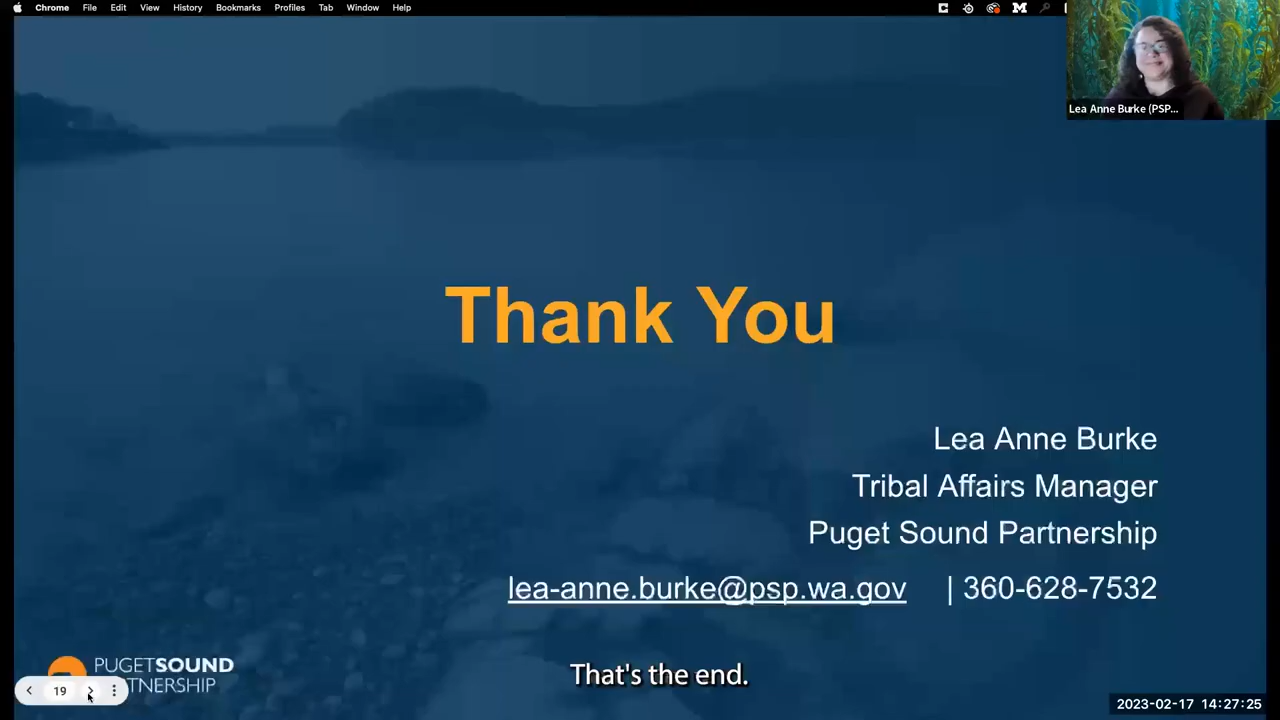 Chrome File Edit View History Bookmarks Profiles Tab Window Help
Lea Anne Burke (PSP...
Thank You
Lea Anne Burke
Tribal Affairs Manager
Puget Sound Partnership
lea-anne.burke@psp.wa.gov | 360-628-7532
PUGETSOUND
TNERSHIP
19
That's the end.
2023-02-17 14:27:25